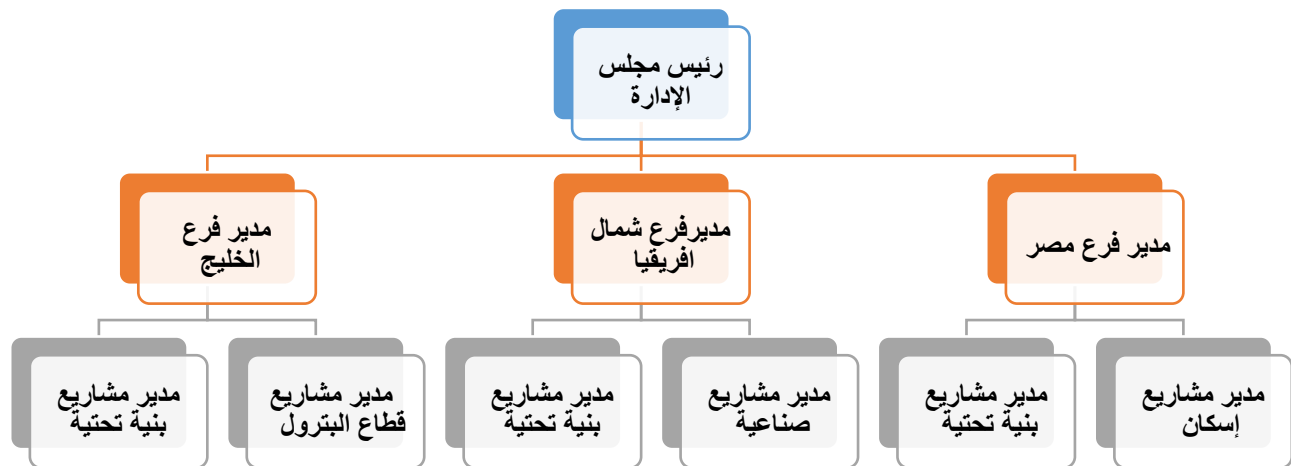 رئيس مجلس
الإدارة
مدير فرع مصر
مديرفرع شمال
افريقيا
مدير فرع
الخليج
مدير مشاريع
إسكان
مدير مشاريع
بنية تحتية
مدير مشاريع
صناعية
مدير مشاريع
بنية تحتية
مدير مشاريع
قطاع البترول
مدير مشاريع
بنية تحتية